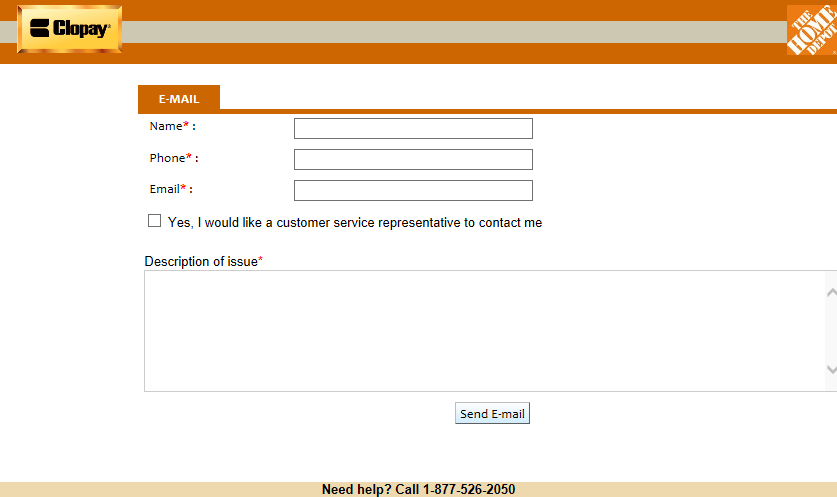 Clopay
THE
HOME
DEPOT
E-MAIL
Name* :
Phone* :
Email* :
Yes, I would like a customer service representative to contact me
Description of issue*
Send E-mail
Need help? Call 1-877-526-2050